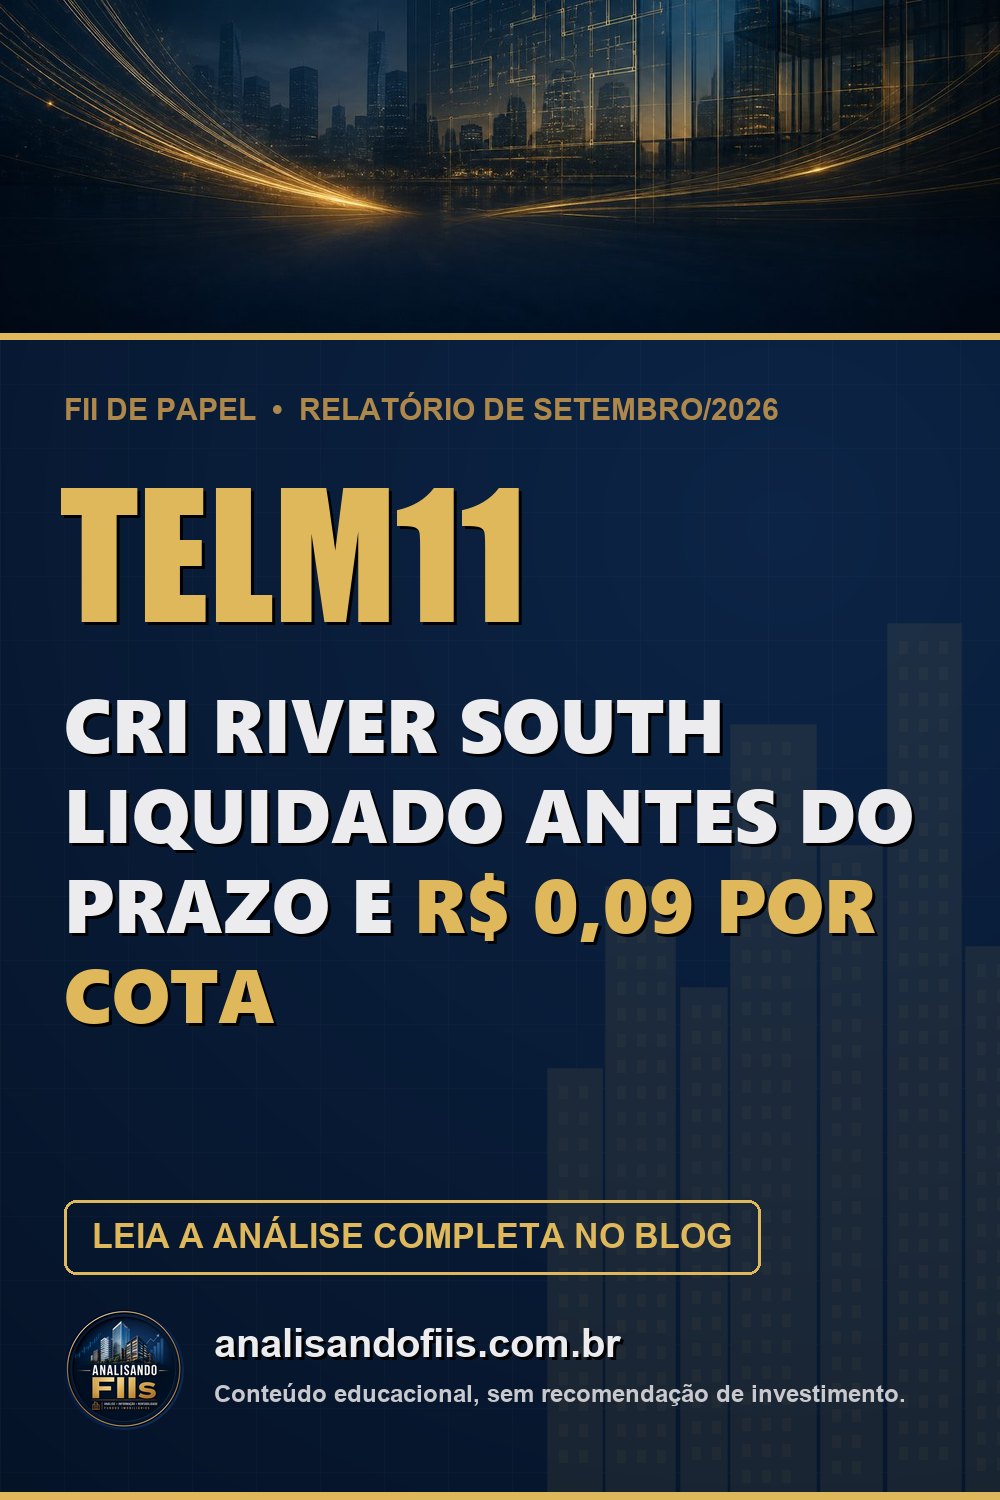 FII DE PAPEL • RELATÓRIO DE SETEMBRO/2026
TELM11
CRI RIVER SOUTH
LIQUIDADO ANTES DO
PRAZO E R$ 0,09 POR
COTA
LEIA A ANÁLISE COMPLETA NO BLOG
ANALISANDO
FIIs
analisandofiis.com.br
Conteúdo educacional, sem recomendação de investimento.